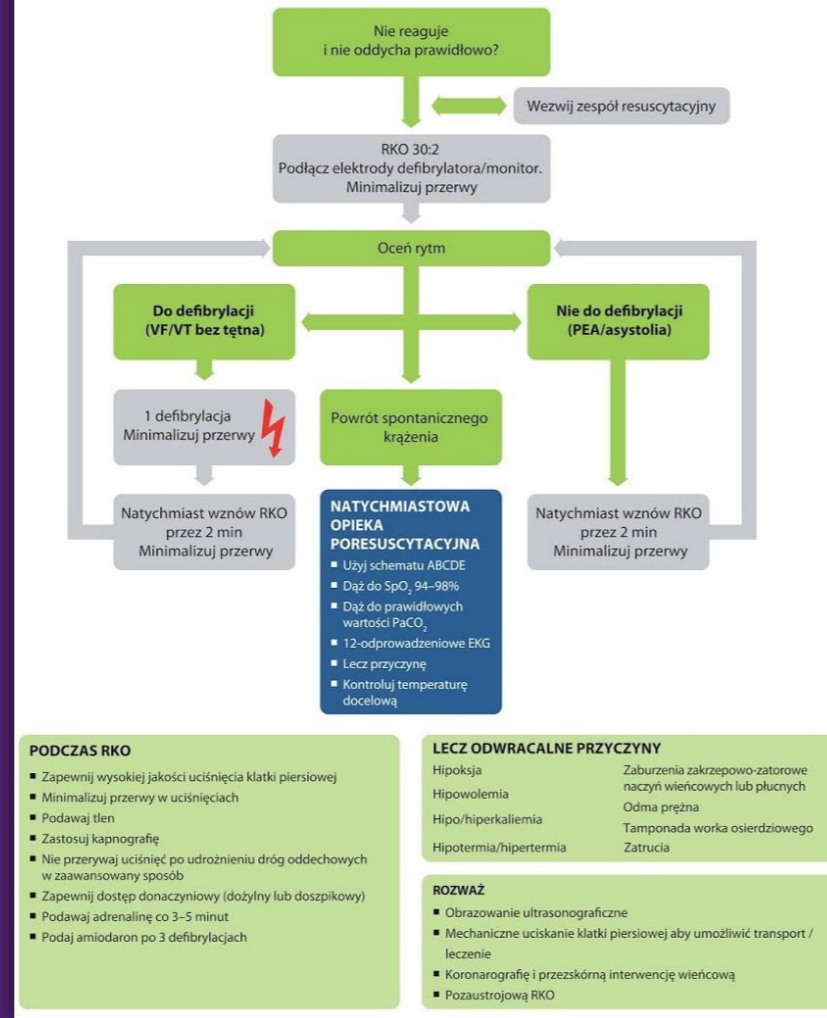 Nie reaguje
i nie oddycha prawidłowo?
Wezwij zespół resuscytacyjny
RKO 30:2
Podłącz elektrody defibrylatora/monitor.
Minimalizuj przerwy
Oceń rytm
Do defibrylacji
(VF/VT bez tętna)
Nie do defibrylacji
(PEA/asystolia)
1 defibrylacja
Minimalizuj przerwy
Powrót spontanicznego
krążenia
Natychmiast wznów RKO
przez 2 min
Minimalizuj przerwy
NATYCHMIASTOWA
OPIEKA
PORESUSCYTACYJNA
▪ Użyj schematu ABCDE
▪ Dąż do SpO₂ 94–98%
▪ Dąż do prawidłowych
wartości PaCO₂
▪ 12-odprowadzeniowe EKG
▪ Lecz przyczynę
▪ Kontroluj temperaturę
docelową
Natychmiast wznów RKO
przez 2 min
Minimalizuj przerwy
PODCZAS RKO
▪ Zapewnij wysokiej jakości uciśnięcia klatki piersiowej
▪ Minimalizuj przerwy w uciśnięciach
▪ Podawaj tlen
▪ Zastosuj kapnografię
▪ Nie przerywaj uciśnięć po udrożnieniu dróg oddechowych
w zaawansowany sposób
▪ Zapewnij dostęp donaczyniowy (dożylny lub doszpikowy)
▪ Podawaj adrenalinę co 3–5 minut
▪ Podaj amiodaron po 3 defibrylacjach
LECZ ODWRACALNE PRZYCZYNY
Hipoksja
Hipowolemia
Hipo/hiperkaliemia
Hipotermia/hipertermia
Zaburzenia zakrzepowo-zatorowe
naczyń wieńcowych lub płucnych
Odma prężna
Tamponada worka osierdziowego
Zatrucia
ROZWAŻ
▪ Obrazowanie ultrasonograficzne
▪ Mechaniczne uciskanie klatki piersiowej aby umożliwić transport /
leczenie
▪ Koronarografię i przezskórną interwencję wieńcową
▪ Pozaustrojową RKO